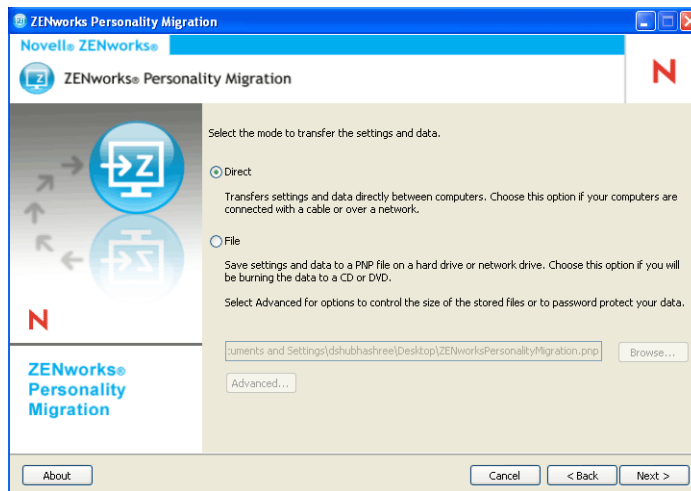 ZENworks Personality Migration
Novell® ZENworks®
Z
ZENworks® Personality Migration
N
Z
Select the mode to transfer the settings and data.
Direct
Transfers settings and data directly between computers. Choose this option if your computers are
connected with a cable or over a network.
File
Save settings and data to a PNP file on a hard drive or network drive. Choose this option if you will
be burning the data to a CD or DVD.
Select Advanced for options to control the size of the stored files or to password protect your data.
N
:uments and Settings\dshubhashree\Desktop\ZENworksPersonalityMigration.pnp
Browse...
Advanced...
ZENworks®
Personality
Migration
About
Cancel
< Back
Next >